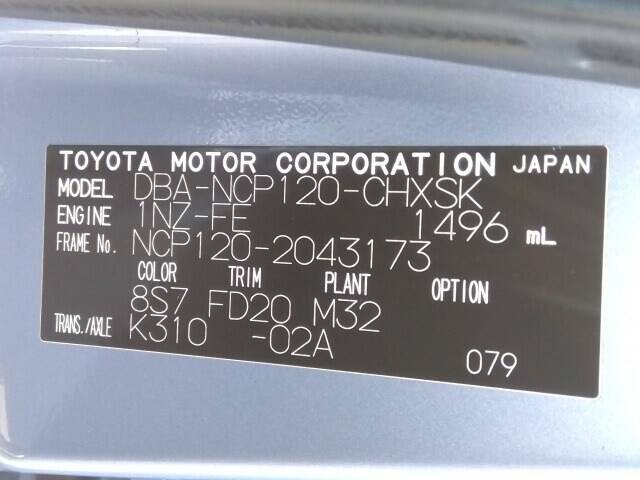 TOYOTA MOTOR CORPORATION JAPAN
MODEL DBA-NCP120-CHXSK
ENGINE 1NZ-FE 1496 mL
FRAME No. NCP120-2043173
COLOR TRIM PLANT OPTION
8S7 FD20 M32
TRANS./AXLE K310 -02A
079